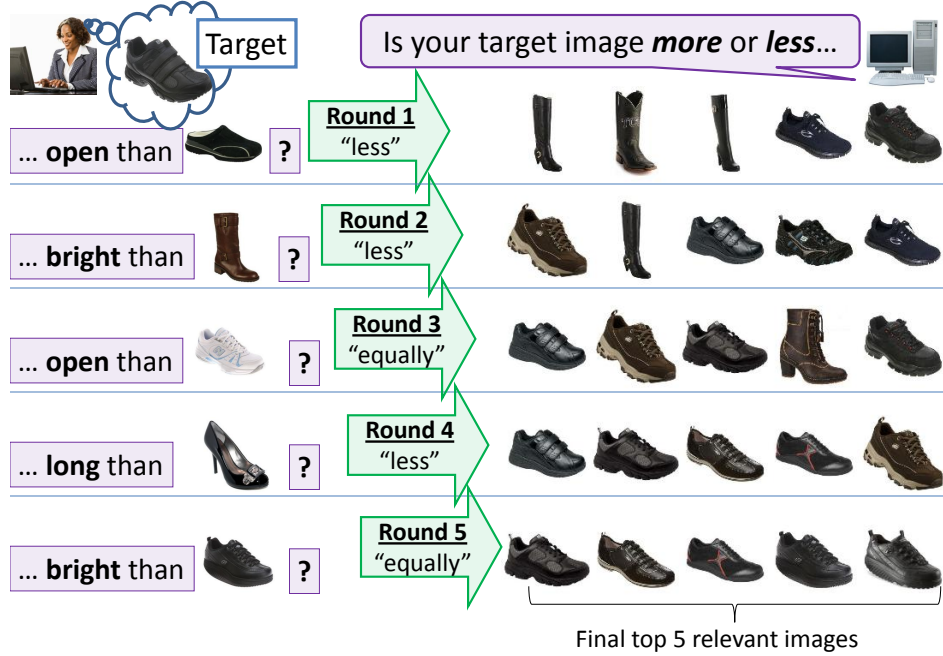 Target
Is your target image more or less…
... open than
?
Round 1
"less"
... bright than
?
Round 2
"less"
... open than
?
Round 3
"equally"
... long than
?
Round 4
"less"
... bright than
?
Round 5
"equally"
Final top 5 relevant images